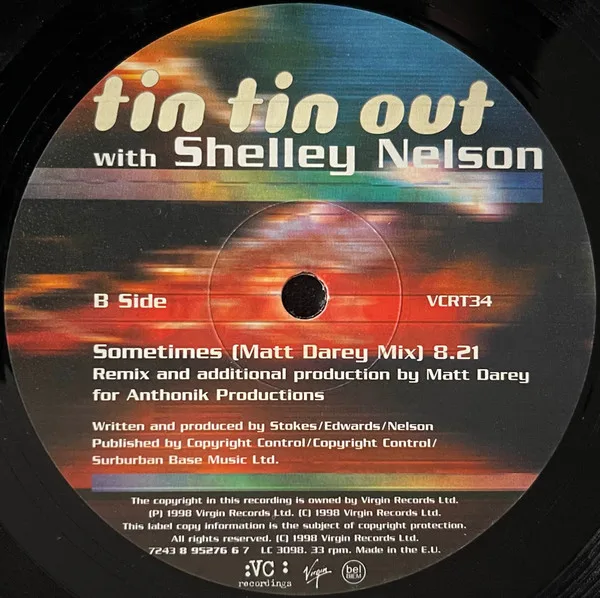 tin tin out
with Shelley Nelson
B Side VCRT34
Sometimes (Matt Darey Mix) 8.21
Remix and additional production by Matt Darey
for Anthonik Productions
Written and produced by Stokes/Edwards/Nelson
Published by Copyright Control/Copyright Control/
Surburban Base Music Ltd.
The copyright in this recording is owned by Virgin Records Ltd.
(P) 1998 Virgin Records Ltd. (C) 1998 Virgin Records Ltd.
This label copy information is the subject of copyright protection.
All rights reserved. (C) 1998 Virgin Records Ltd.
7243 8 95276 6 7 LC 3098. 33 rpm. Made in the E.U.
:VC: recordings Virgin bel BIEM